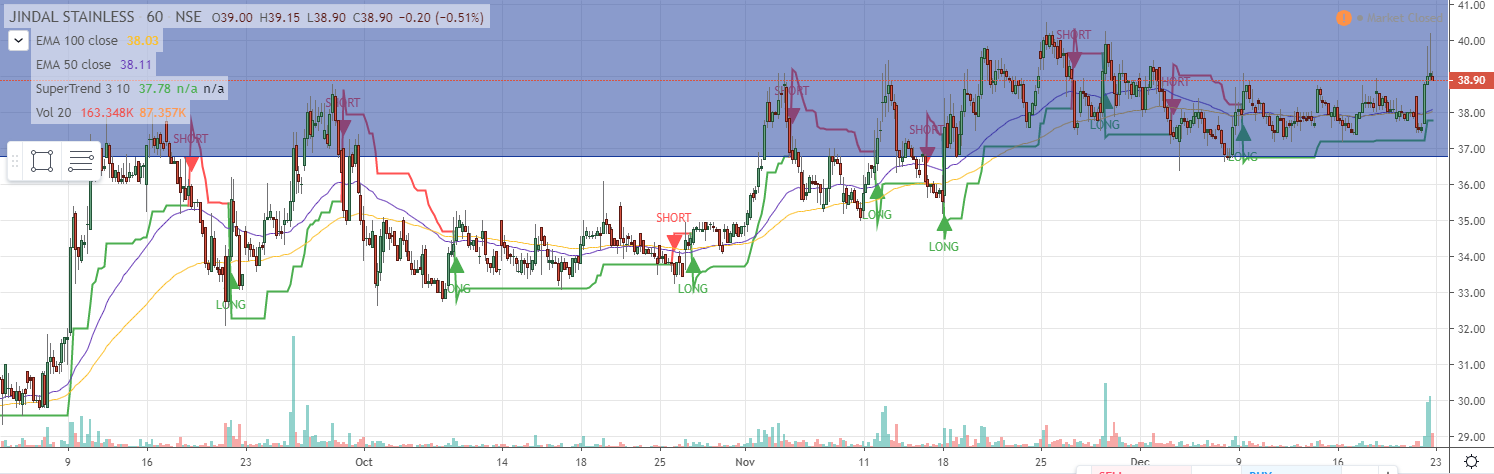 JINDAL STAINLESS 60 NSE O39.00 H39.15 L38.90 C38.90 −0.20 (−0.51%)
EMA 100 close 38.03
EMA 50 close 38.11
SuperTrend 3 10 37.78 n/a n/a
Vol 20 163.348K 87.357K
Market Closed
SHORT
LONG
SHORT
LONG
SHORT
LONG
SHORT
LONG
SHORT
LONG
SHORT
LONG
SHORT
LONG
41.00
40.00
38.90
38.00
37.00
36.00
35.00
34.00
33.00
32.00
31.00
30.00
29.00
9 16 23 Oct 14 18 25 Nov 11 18 25 Dec 9 16 23